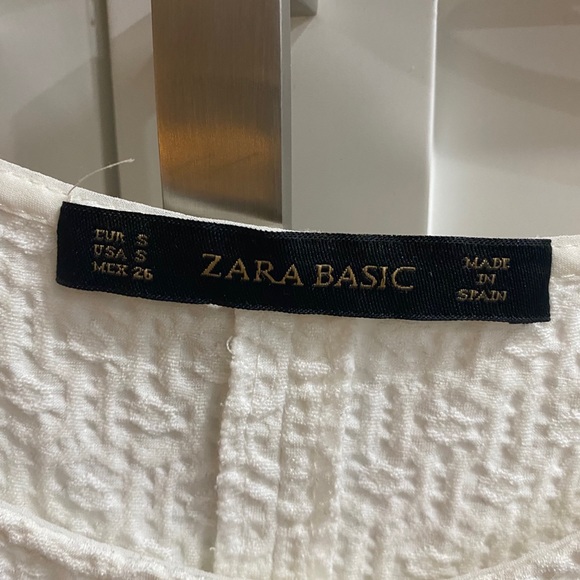 EUR S
USA S
MEX 26
ZARA BASIC
MADE
IN
SPAIN